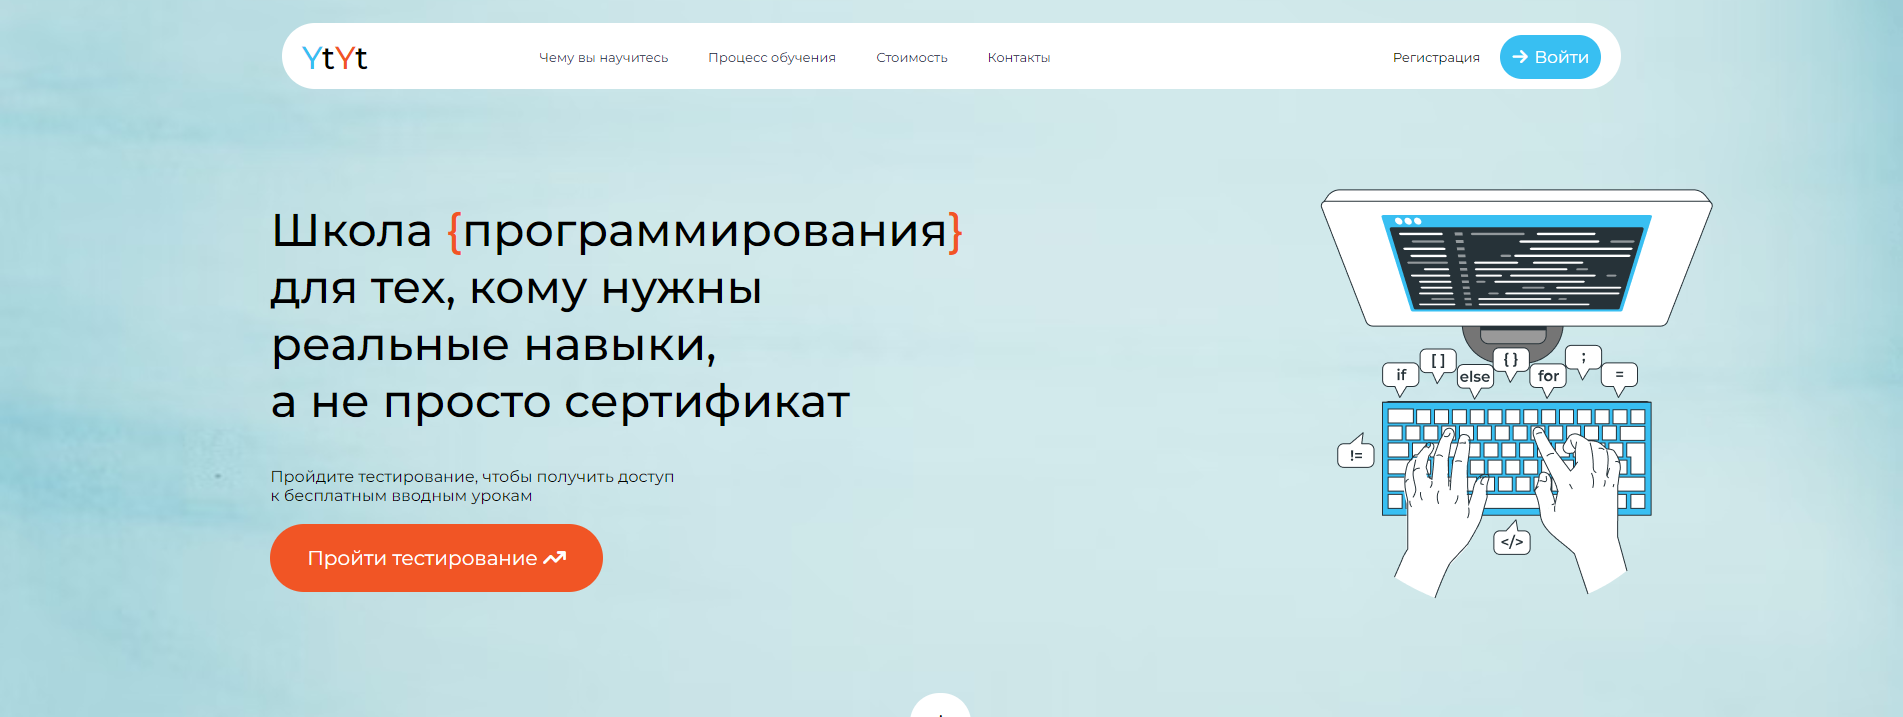 YtYt
Чему вы научитесь
Процесс обучения
Стоимость
Контакты
Регистрация
Войти
Школа {программирования}
для тех, кому нужны
реальные навыки,
а не просто сертификат
Пройдите тестирование, чтобы получить доступ
к бесплатным вводным урокам
Пройти тестирование
if
[ ]
else
{ }
for
;
=
!=
</>